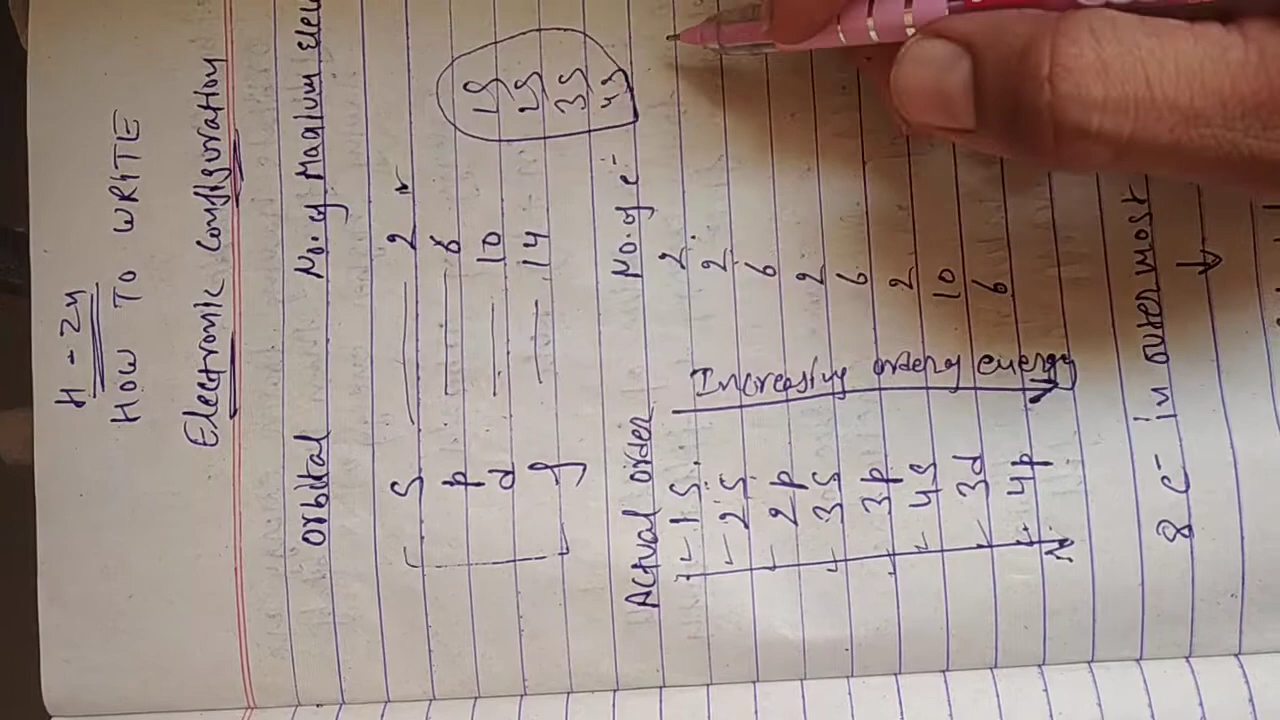 H - Zn
HOW TO WRITE
Electronic Configuration
Orbital No. of Maximum Elec
S — 2
p — 6
d — 10
f — 14
1S
2S
3S
4S
Actual order No. of e⁻
1S 2
2S 2
2p 6
3S 2
3p 6
4S 2
3d 10
4p 6
Increasing order of energy
8 e⁻ in outermost